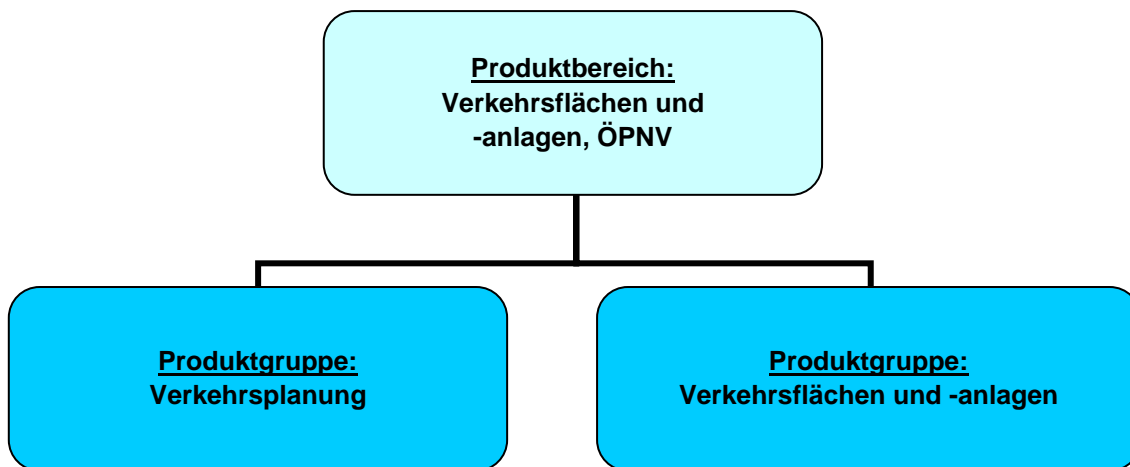 Produktbereich:
Verkehrsflächen und
-anlagen, ÖPNV
Produktgruppe:
Verkehrsplanung
Produktgruppe:
Verkehrsflächen und -anlagen